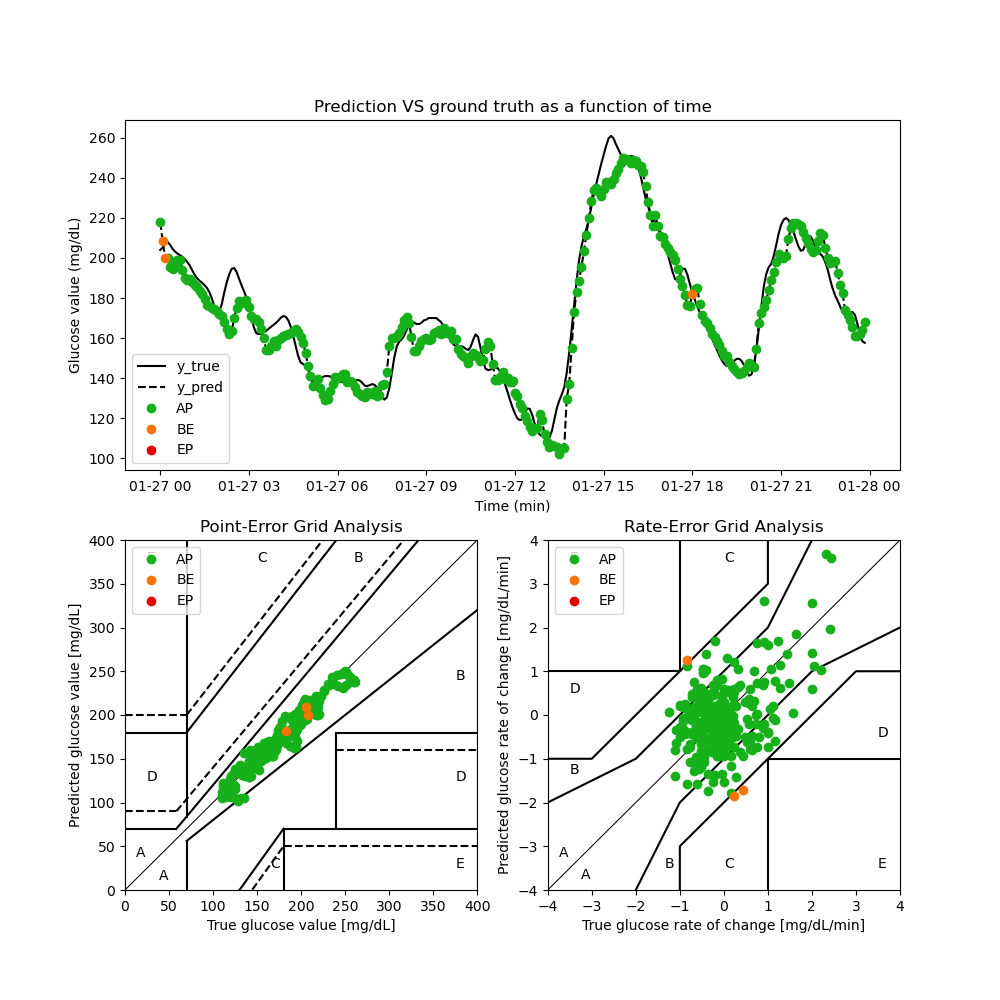 Prediction VS ground truth as a function of time
Glucose value (mg/dL)
260
240
220
200
180
160
140
120
100
y_true
y_pred
AP
BE
EP
01-27 00 01-27 03 01-27 06 01-27 09 01-27 12 01-27 15 01-27 18 01-27 21 01-28 00
Time (min)
Point-Error Grid Analysis
Predicted glucose value [mg/dL]
400
350
300
250
200
150
100
50
0
AP
BE
EP
C
B
B
D
D
A
A
C
E
0 50 100 150 200 250 300 350 400
True glucose value [mg/dL]
Rate-Error Grid Analysis
Predicted glucose rate of change [mg/dL/min]
4
3
2
1
0
−1
−2
−3
−4
AP
BE
EP
C
D
D
B
A
A
B
C
E
−4 −3 −2 −1 0 1 2 3 4
True glucose rate of change [mg/dL/min]